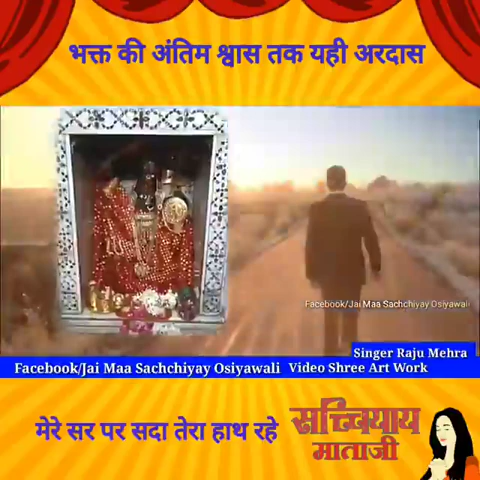 भक्त की अंतिम श्वास तक यही अरदास
Facebook/Jai Maa Sachchiyay Osiyawali
Singer Raju Mehra
Facebook/Jai Maa Sachchiyay Osiyawali Video Shree Art Work
मेरे सर पर सदा तेरा हाथ रहे
सच्चियाय
माताजी